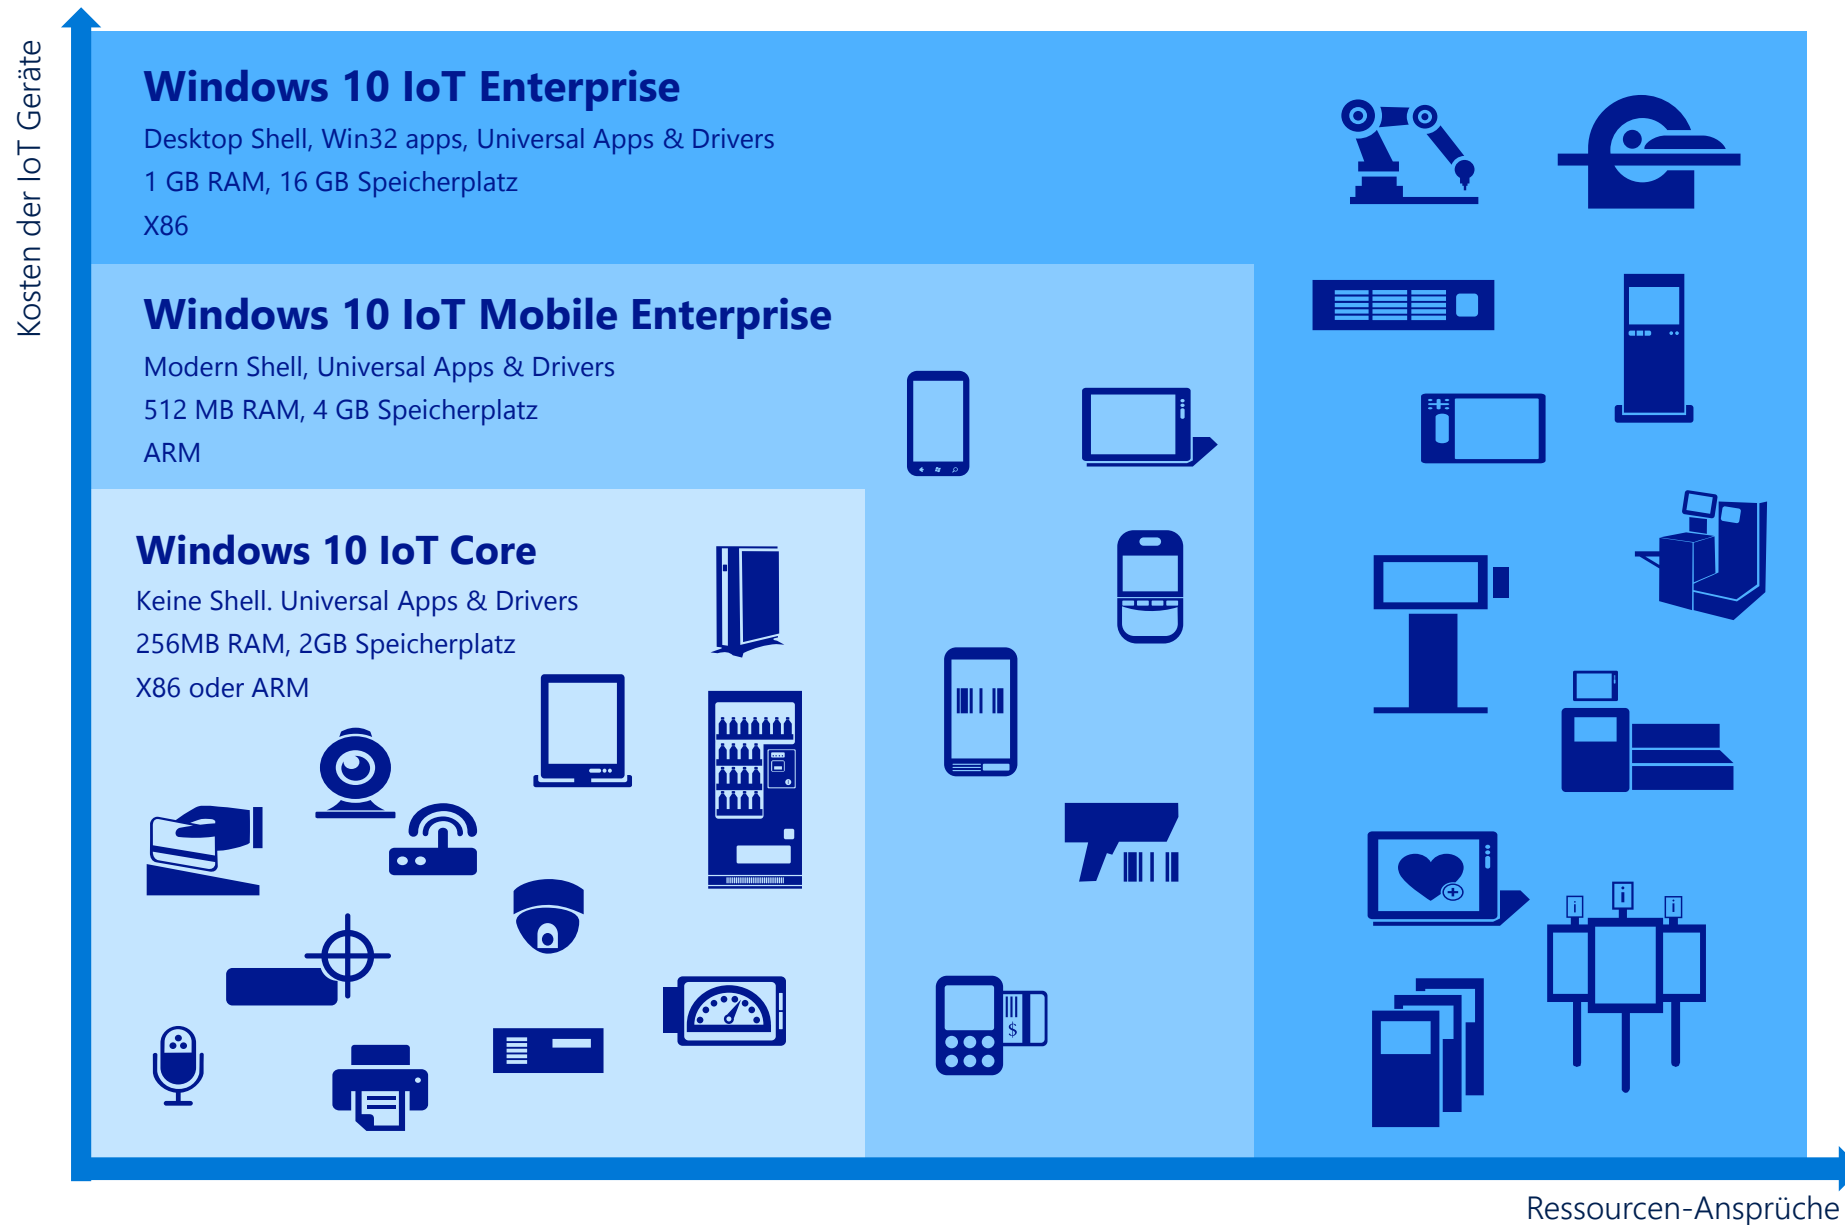 Kosten der IoT Geräte
Windows 10 IoT Enterprise
Desktop Shell, Win32 apps, Universal Apps & Drivers
1 GB RAM, 16 GB Speicherplatz
X86
Windows 10 IoT Mobile Enterprise
Modern Shell, Universal Apps & Drivers
512 MB RAM, 4 GB Speicherplatz
ARM
Windows 10 IoT Core
Keine Shell. Universal Apps & Drivers
256MB RAM, 2GB Speicherplatz
X86 oder ARM
i
i
i
$
Ressourcen-Ansprüche